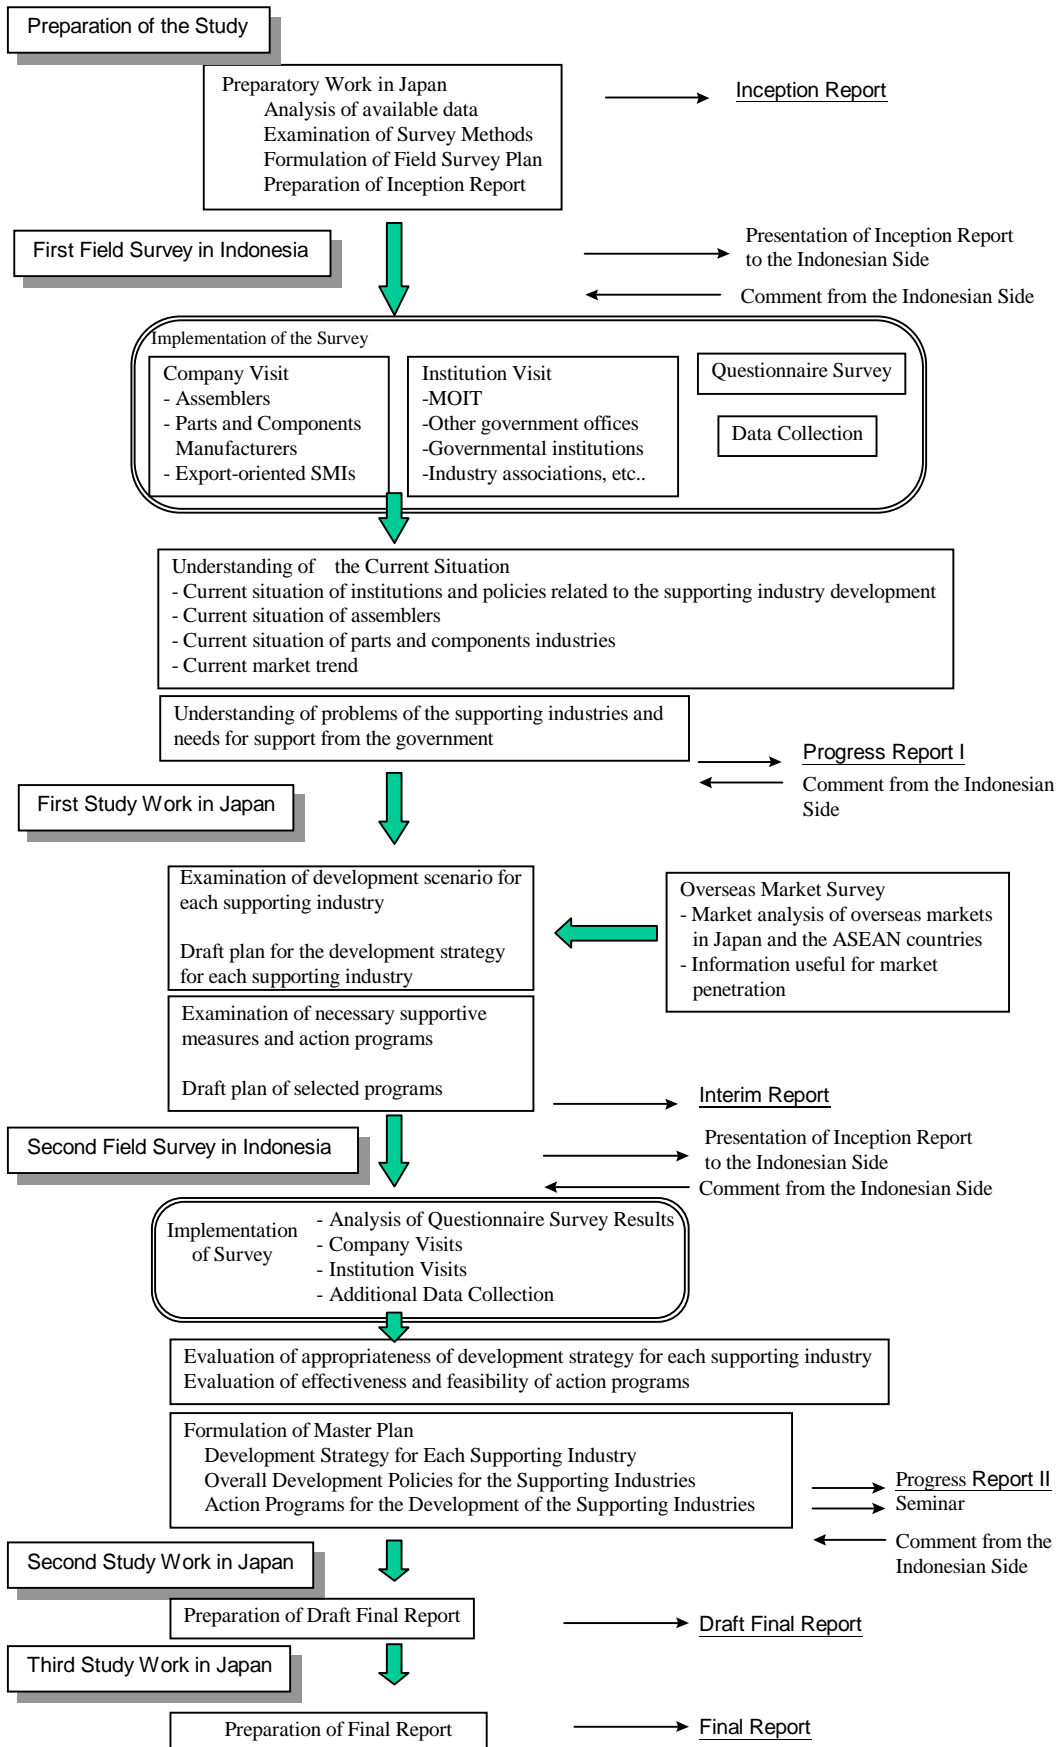 Preparation of the Study
Preparatory Work in Japan
Analysis of available data
Examination of Survey Methods
Formulation of Field Survey Plan
Preparation of Inception Report
Inception Report
First Field Survey in Indonesia
Presentation of Inception Report
to the Indonesian Side
Comment from the Indonesian Side
Implementation of the Survey
Company Visit
- Assemblers
- Parts and Components
Manufacturers
- Export-oriented SMIs
Institution Visit
-MOIT
-Other government offices
-Governmental institutions
-Industry associations, etc..
Questionnaire Survey
Data Collection
Understanding of the Current Situation
- Current situation of institutions and policies related to the supporting industry development
- Current situation of assemblers
- Current situation of parts and components industries
- Current market trend
Understanding of problems of the supporting industries and
needs for support from the government
Progress Report I
Comment from the Indonesian
Side
First Study Work in Japan
Examination of development scenario for
each supporting industry
Draft plan for the development strategy
for each supporting industry
Overseas Market Survey
- Market analysis of overseas markets
in Japan and the ASEAN countries
- Information useful for market
penetration
Examination of necessary supportive
measures and action programs
Draft plan of selected programs
Interim Report
Second Field Survey in Indonesia
Presentation of Inception Report
to the Indonesian Side
Comment from the Indonesian Side
Implementation
of Survey
- Analysis of Questionnaire Survey Results
- Company Visits
- Institution Visits
- Additional Data Collection
Evaluation of appropriateness of development strategy for each supporting industry
Evaluation of effectiveness and feasibility of action programs
Formulation of Master Plan
Development Strategy for Each Supporting Industry
Overall Development Policies for the Supporting Industries
Action Programs for the Development of the Supporting Industries
Progress Report II
Seminar
Comment from the
Indonesian Side
Second Study Work in Japan
Preparation of Draft Final Report
Draft Final Report
Third Study Work in Japan
Preparation of Final Report
Final Report